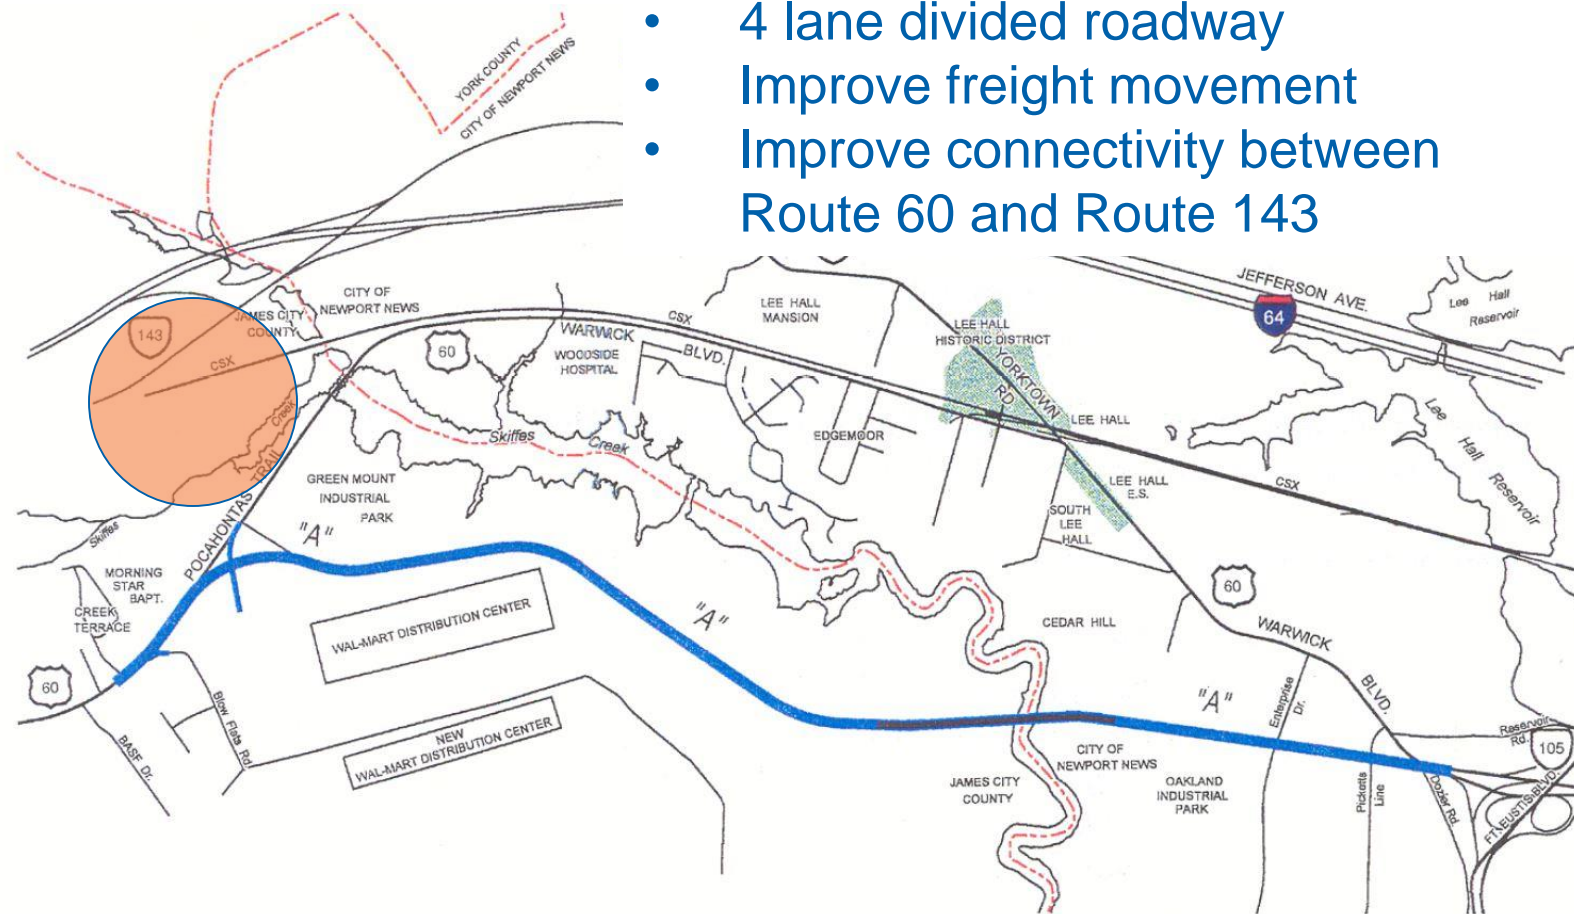 • 4 lane divided roadway
• Improve freight movement
• Improve connectivity between
Route 60 and Route 143
YORK COUNTY
CITY OF NEWPORT NEWS
JEFFERSON AVE.
64
Lee Hall
Reservoir
CITY OF
NEWPORT NEWS
JAMES CITY
COUNTY
143
CSX
60
WARWICK
BLVD.
CSX
WOODSIDE
HOSPITAL
LEE HALL
MANSION
LEE HALL
HISTORIC DISTRICT
YORKTOWN
RD
LEE HALL
EDGEMOOR
Lee Hall Reservoir
CSX
LEE HALL
E.S.
SOUTH
LEE
HALL
Skiffes Creek
Skiffes Creek
POCAHONTAS TRAIL
GREEN MOUNT
INDUSTRIAL
PARK
"A"
MORNING
STAR
BAPT.
CREEK
TERRACE
60
WAL-MART DISTRIBUTION CENTER
"A"
CEDAR HILL
60
WARWICK
BLVD.
"A"
Enterprise
Dr.
Blow Flats Rd.
BASF Dr.
NEW
WAL-MART DISTRIBUTION CENTER
CITY OF
NEWPORT NEWS
JAMES CITY
COUNTY
OAKLAND
INDUSTRIAL
PARK
Picketts
Line
Dozier Rd.
Reservoir
Rd.
105
FT. EUSTIS BLVD.